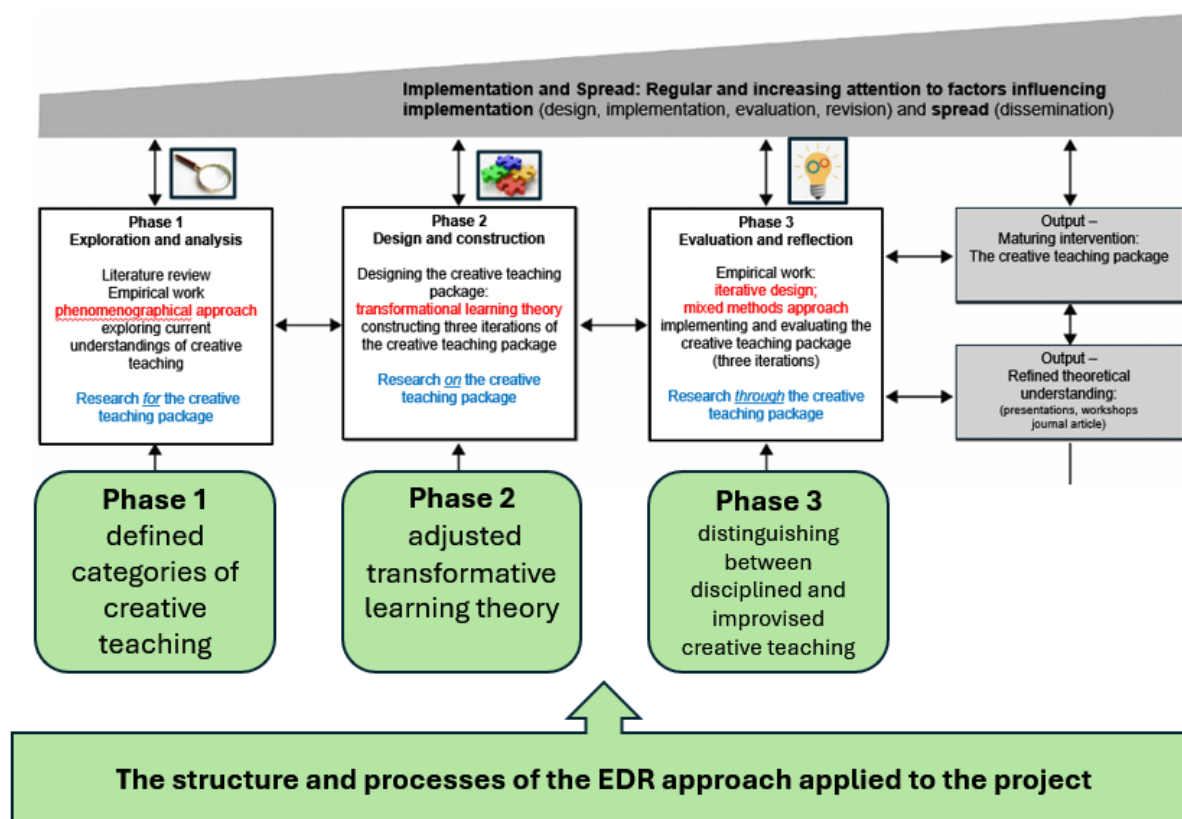 Implementation and Spread: Regular and increasing attention to factors influencing
implementation (design, implementation, evaluation, revision) and spread (dissemination)
Phase 1
Exploration and analysis
Literature review
Empirical work
phenomenographical approach
exploring current
understandings of creative
teaching
Research for the creative
teaching package
Phase 2
Design and construction
Designing the creative teaching
package:
transformational learning theory
constructing three iterations of
the creative teaching package
Research on the creative
teaching package
Phase 3
Evaluation and reflection
Empirical work:
iterative design;
mixed methods approach
implementing and evaluating the
creative teaching package
(three iterations)
Research through the creative
teaching package
Output –
Maturing intervention:
The creative teaching package
Output –
Refined theoretical
understanding:
(presentations, workshops
journal article)
Phase 1
defined
categories of
creative
teaching
Phase 2
adjusted
transformative
learning theory
Phase 3
distinguishing
between
disciplined and
improvised
creative teaching
The structure and processes of the EDR approach applied to the project